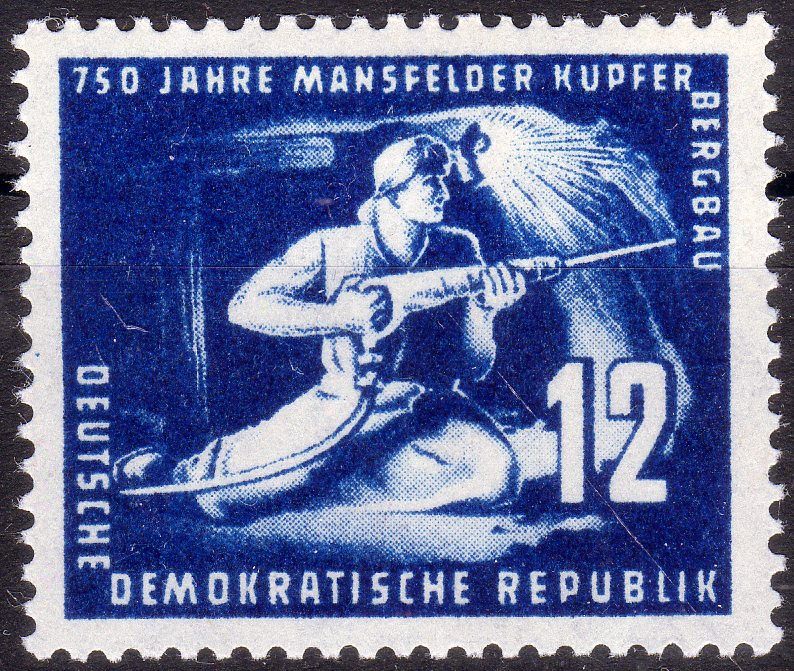 750 JAHRE MANSFELDER KUPFER
BERGBAU
12
DEUTSCHE
DEMOKRATISCHE REPUBLIK